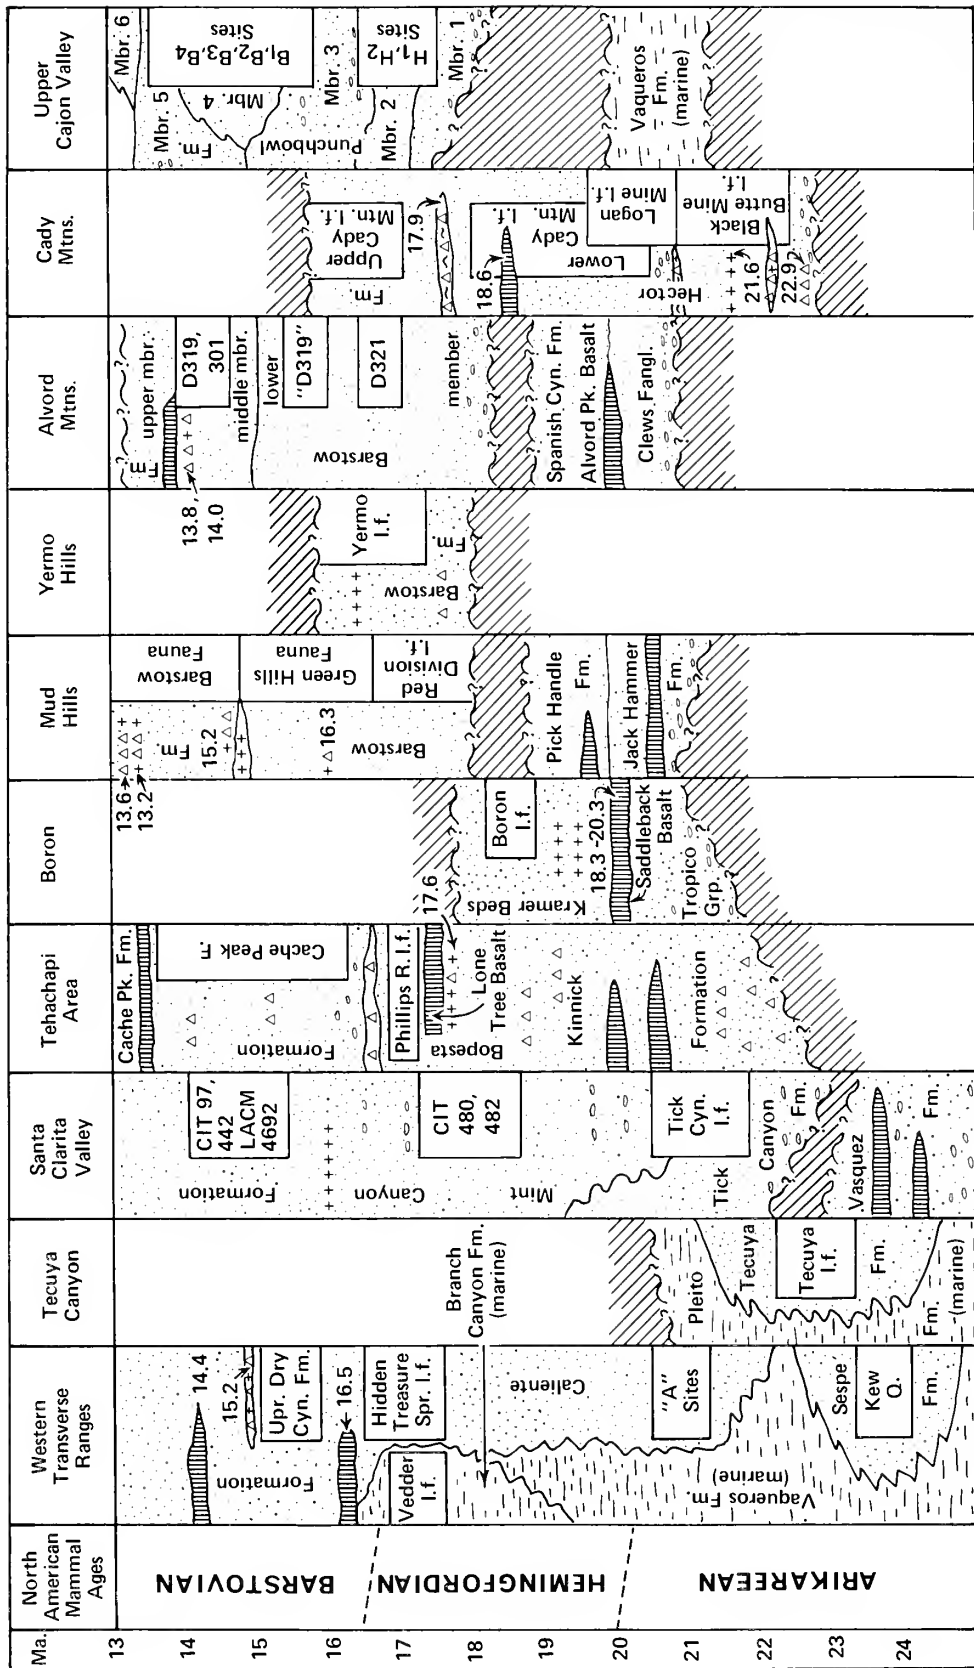 Ma.
North
American
Mammal
Ages
Western
Transverse
Ranges
Tecuya
Canyon
Santa
Clarita
Valley
Tehachapi
Area
Boron
Mud
Hills
Yermo
Hills
Alvord
Mtns.
Cady
Mtns.
Upper
Cajon Valley
13
14
15
16
17
18
19
20
21
22
23
24
BARSTOVIAN
HEMINGFORDIAN
ARIKAREEAN
14.4
15.2
Upr. Dry
Cyn. Fm.
Formation
16.5
Hidden
Treasure
Spr. l.f.
Vedder
l.f.
Caliente
"A"
Sites
Vaqueros Fm.
(marine)
Sespe
Kew
Q.
Fm.
Branch
Canyon Fm.
(marine)
Pleito
Tecuya
Tecuya
l.f.
Fm.
Fm.
(marine)
CIT 97,
442
LACM
4692
Formation
Canyon
CIT
480,
482
Mint
Tick
Cyn.
l.f.
Tick
Canyon
Fm.
Vasquez
Fm.
Cache Pk. Fm.
Cache Peak F.
Formation
Phillips R. l.f.
17.6
Lone
Tree Basalt
Bopesta
Kinnick
Formation
Boron
l.f.
Kramer Beds
18.3 -20.3
Saddleback
Basalt
Tropico
Grp.
13.6
13.2
Barstow
Fauna
Fm.
15.2
Green Hills
Fauna
16.3
Red
Division
l.f.
Barstow
Pick Handle
Fm.
Jack Hammer
Fm.
Yermo
l.f.
Barstow
Fm.
upper mbr.
Fm.
D319,
301
13.8,
14.0
middle mbr.
lower
"D319"
D321
Barstow
member
Spanish Cyn. Fm.
Alvord Pk. Basalt
Clews Fangl.
Upper
Cady
Mtn. l.f.
Fm.
17.9
18.6
Lower
Cady
Mtn.
l.f.
Logan
Mine l.f.
Hector
Black
Butte Mine
l.f.
21.6
22.9
Mbr. 6
Mbr. 5
Fm.
Mbr. 4
B1,B2,B3,B4
Sites
Mbr. 3
Punchbowl
H1,H2
Sites
Mbr. 2
Mbr. 1
Vaqueros
Fm.
(marine)